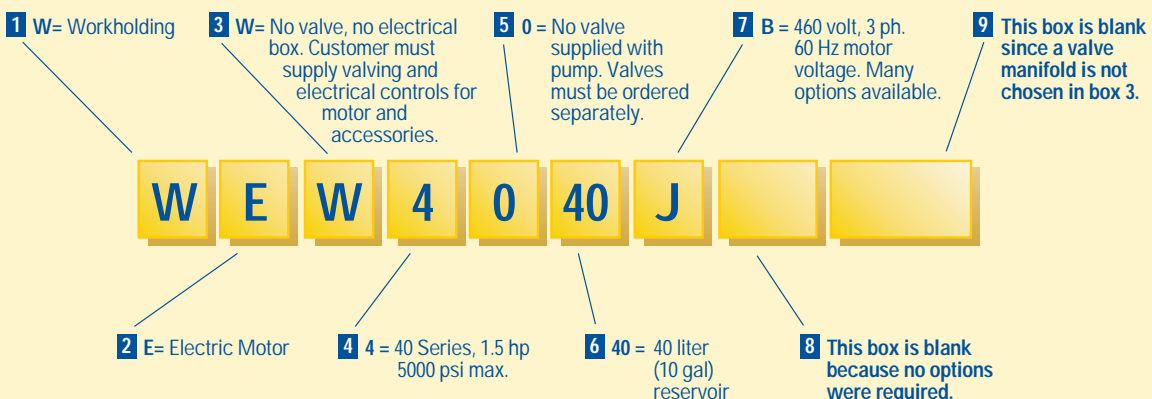 1 W= Workholding
3 W= No valve, no electrical
box. Customer must
supply valving and
electrical controls for
motor and
accessories.
5 0 = No valve
supplied with
pump. Valves
must be ordered
separately.
7 B = 460 volt, 3 ph.
60 Hz motor
voltage. Many
options available.
9 This box is blank
since a valve
manifold is not
chosen in box 3.
W E W 4 0 40 J
2 E= Electric Motor
4 4 = 40 Series, 1.5 hp
5000 psi max.
6 40 = 40 liter
(10 gal)
reservoir
8 This box is blank
because no options
were required.